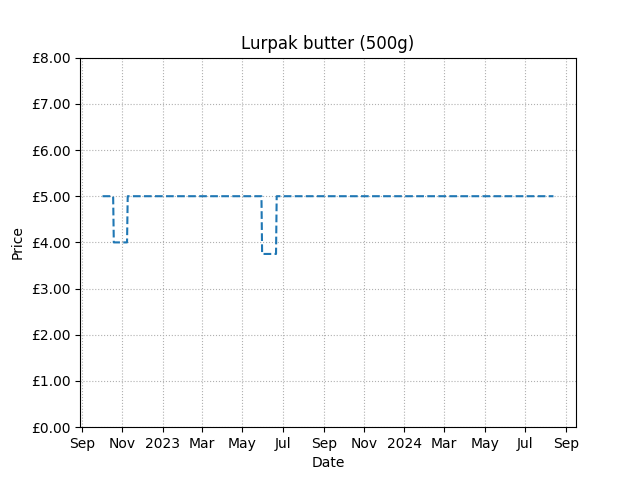 Lurpak butter (500g)
£8.00
£7.00
£6.00
£5.00
£4.00
£3.00
£2.00
£1.00
£0.00
Price
Sep Nov 2023 Mar May Jul Sep Nov 2024 Mar May Jul Sep
Date